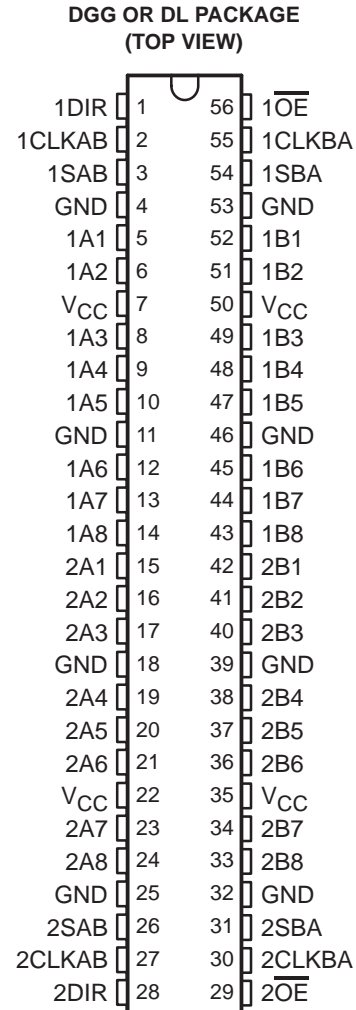 DGG OR DL PACKAGE
(TOP VIEW)
1DIR 1 56 1O̅E̅
1CLKAB 2 55 1CLKBA
1SAB 3 54 1SBA
GND 4 53 GND
1A1 5 52 1B1
1A2 6 51 1B2
VCC 7 50 VCC
1A3 8 49 1B3
1A4 9 48 1B4
1A5 10 47 1B5
GND 11 46 GND
1A6 12 45 1B6
1A7 13 44 1B7
1A8 14 43 1B8
2A1 15 42 2B1
2A2 16 41 2B2
2A3 17 40 2B3
GND 18 39 GND
2A4 19 38 2B4
2A5 20 37 2B5
2A6 21 36 2B6
VCC 22 35 VCC
2A7 23 34 2B7
2A8 24 33 2B8
GND 25 32 GND
2SAB 26 31 2SBA
2CLKAB 27 30 2CLKBA
2DIR 28 29 2O̅E̅